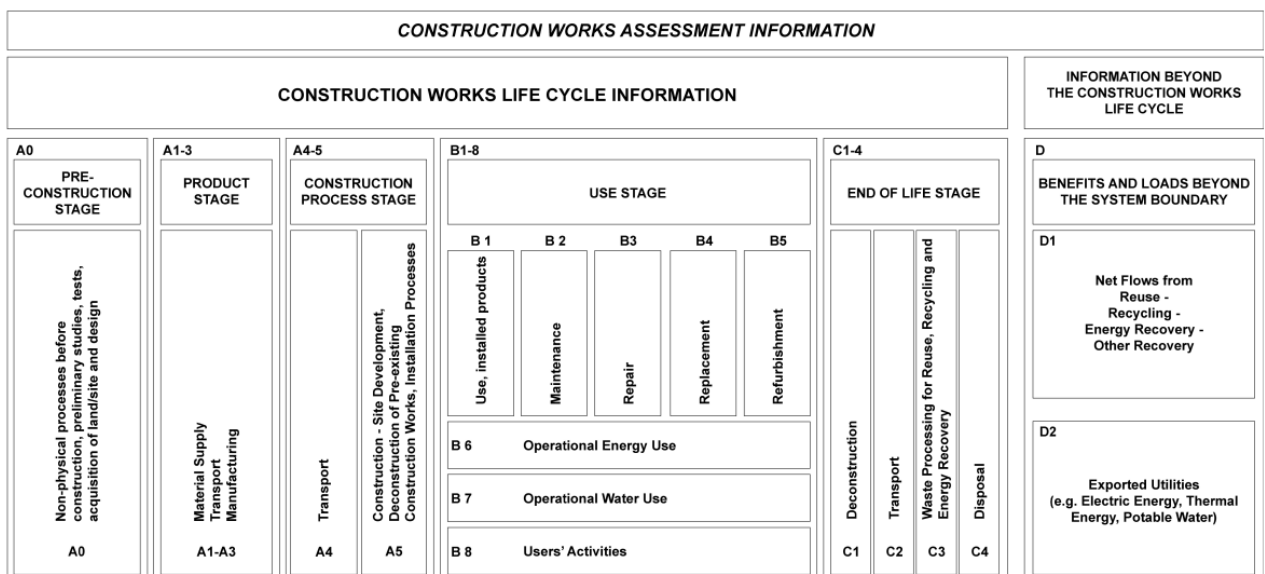 CONSTRUCTION WORKS ASSESSMENT INFORMATION
CONSTRUCTION WORKS LIFE CYCLE INFORMATION
INFORMATION BEYOND
THE CONSTRUCTION WORKS
LIFE CYCLE
A0
PRE-
CONSTRUCTION
STAGE
Non-physical processes before
construction, preliminary studies, tests,
acquisition of land/site and design
A0
A1-3
PRODUCT
STAGE
Material Supply
Transport
Manufacturing
A1-A3
A4-5
CONSTRUCTION
PROCESS STAGE
Transport
A4
Construction - Site Development,
Deconstruction of Pre-existing
Construction Works, Installation Processes
A5
B1-8
USE STAGE
B 1
Use, installed products
B 2
Maintenance
B3
Repair
B4
Replacement
B5
Refurbishment
B 6 Operational Energy Use
B 7 Operational Water Use
B 8 Users' Activities
C1-4
END OF LIFE STAGE
Deconstruction
C1
Transport
C2
Waste Processing for Reuse, Recycling and
Energy Recovery
C3
Disposal
C4
D
BENEFITS AND LOADS BEYOND
THE SYSTEM BOUNDARY
D1
Net Flows from
Reuse -
Recycling -
Energy Recovery -
Other Recovery
D2
Exported Utilities
(e.g. Electric Energy, Thermal
Energy, Potable Water)